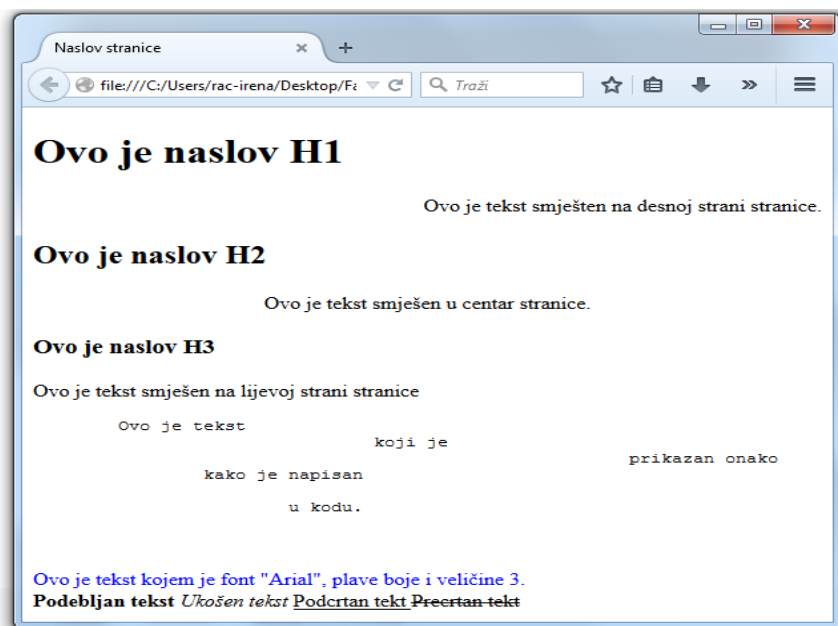 Naslov stranice
file:///C:/Users/rac-irena/Desktop/Fa
Traži
Ovo je naslov H1
Ovo je tekst smješten na desnoj strani stranice.
Ovo je naslov H2
Ovo je tekst smješen u centar stranice.
Ovo je naslov H3
Ovo je tekst smješen na lijevoj strani stranice
Ovo je tekst
koji je
prikazan onako
kako je napisan
u kodu.
Ovo je tekst kojem je font "Arial", plave boje i veličine 3.
Podebljan tekst Ukošen tekst Podcrtan tekt Precrtan tekt